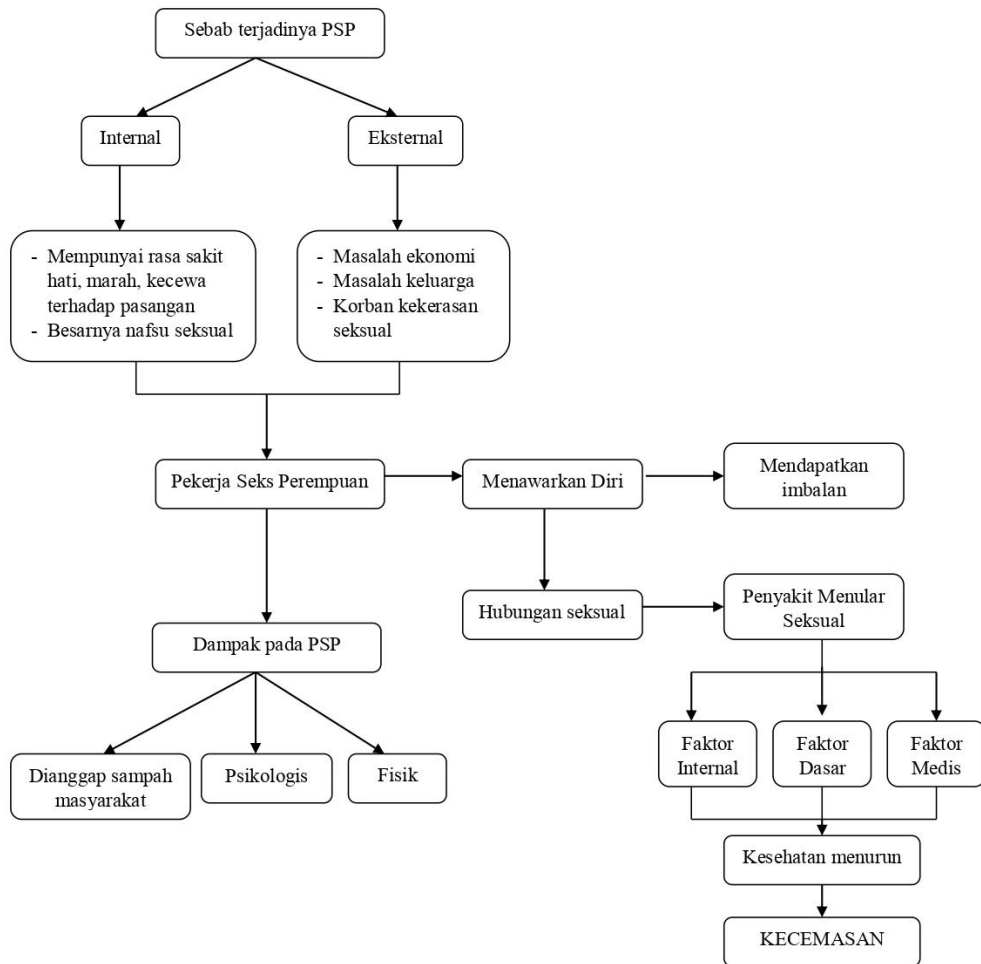 Sebab terjadinya PSP
Internal
Eksternal
- Mempunyai rasa sakit
hati, marah, kecewa
terhadap pasangan
- Besarnya nafsu seksual
- Masalah ekonomi
- Masalah keluarga
- Korban kekerasan
seksual
Pekerja Seks Perempuan
Menawarkan Diri
Mendapatkan
imbalan
Hubungan seksual
Penyakit Menular
Seksual
Dampak pada PSP
Dianggap sampah
masyarakat
Psikologis
Fisik
Faktor
Internal
Faktor
Dasar
Faktor
Medis
Kesehatan menurun
KECEMASAN